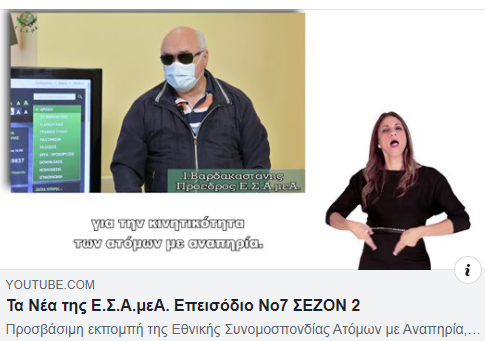 Ι.Βαρδακαστάνης
Πρόεδρος Ε.Σ.Α.μεΑ.
για την κινητικότητα
των ατόμων με αναπηρία.
YOUTUBE.COM
Τα Νέα της Ε.Σ.Α.μεΑ. Επεισόδιο Νο7 ΣΕΖΟΝ 2
Προσβάσιμη εκπομπή της Εθνικής Συνομοσπονδίας Ατόμων με Αναπηρία,...